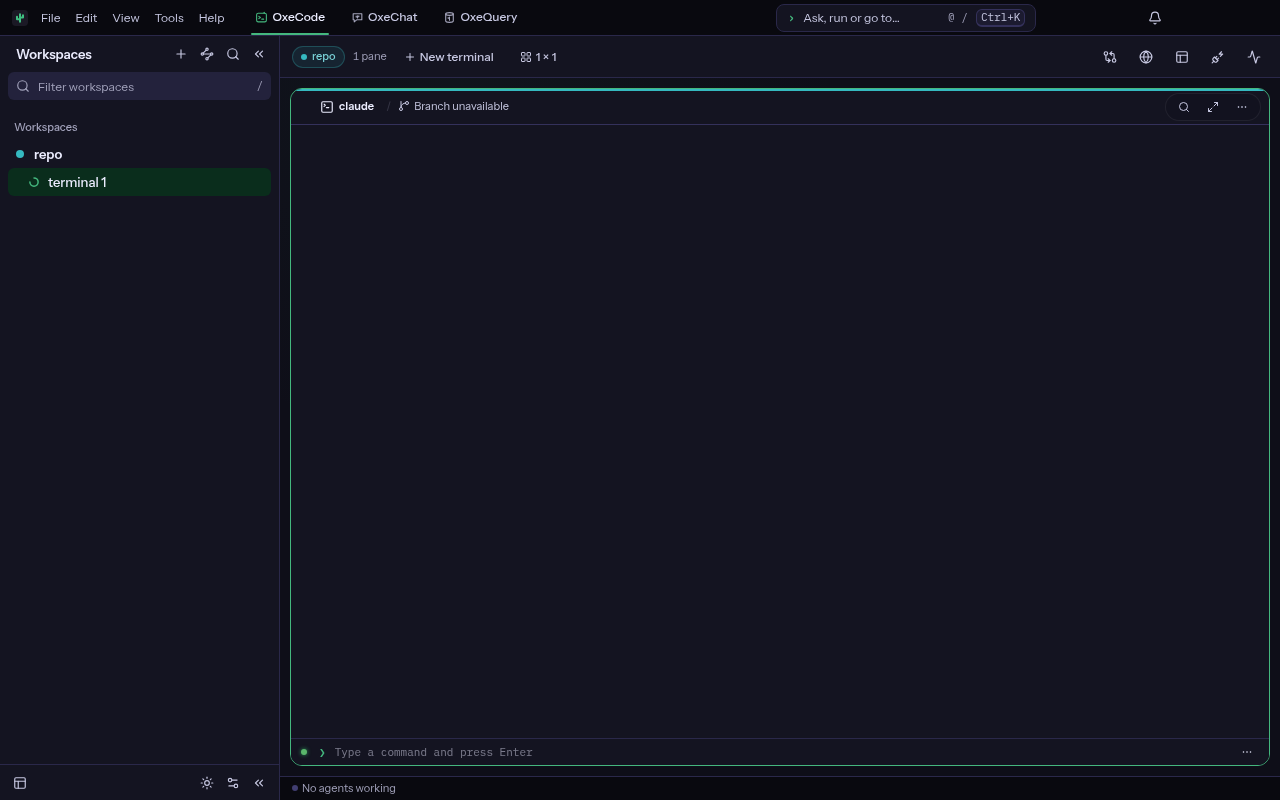 File Edit View Tools Help OxeCode OxeChat OxeQuery Ask, run or go to... @ / Ctrl+K
Workspaces
repo 1 pane New terminal 1 × 1
Filter workspaces /
claude / Branch unavailable
Workspaces
repo
terminal 1
❯ Type a command and press Enter
No agents working